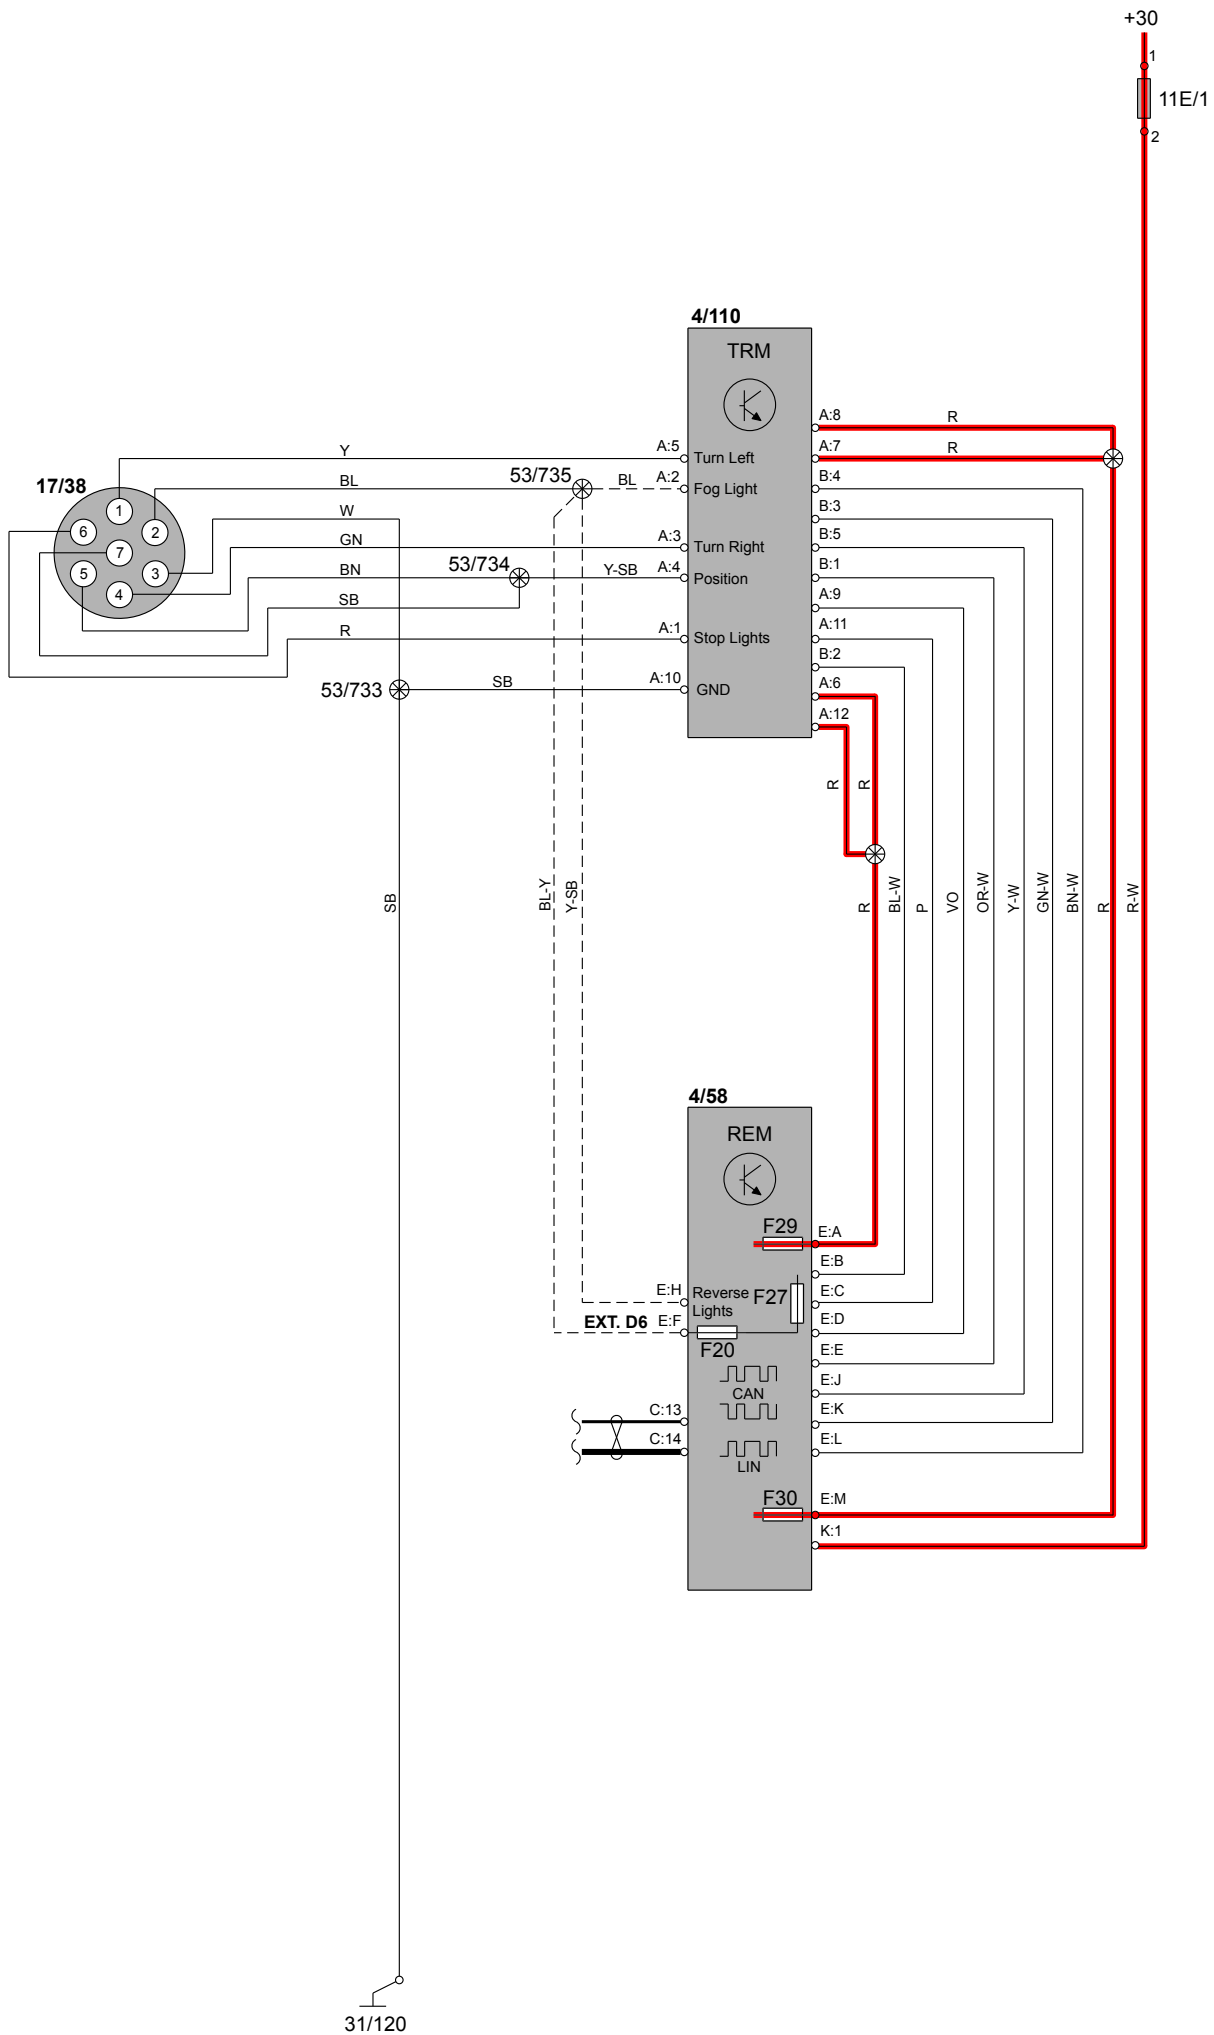 +30
1
11E/1
2
4/110
TRM
A:8 R
A:7 R
B:4
B:3
B:5
B:1
A:9
A:11
B:2
A:6
A:12
Y A:5 Turn Left
BL 53/735 BL A:2 Fog Light
W
GN A:3 Turn Right
BN 53/734 Y-SB A:4 Position
SB
R A:1 Stop Lights
53/733 SB A:10 GND
17/38
1
6
2
7
5
3
4
R
R
SB
BL-Y
Y-SB
R
BL-W
P
VO
OR-W
Y-W
GN-W
BN-W
R
R-W
4/58
REM
F29 E:A
E:B
E:H Reverse Lights F27 E:C
EXT. D6 E:F E:D
F20 E:E
CAN E:J
C:13 E:K
C:14 E:L
LIN
F30 E:M
K:1
31/120